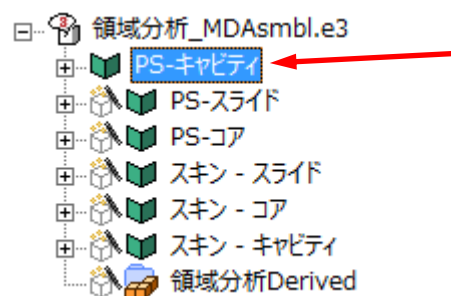 領域分析_MDAsmbl.e3
PS-キャビティ
PS-スライド
PS-コア
スキン - スライド
スキン - コア
スキン - キャビティ
領域分析Derived